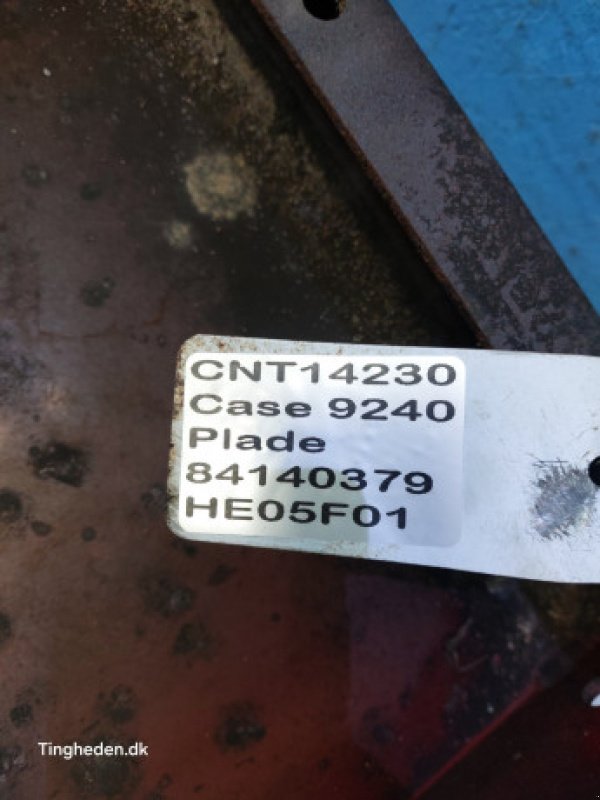 CNT14230
Case 9240
Plade
84140379
HE05F01
Tingheden.dk